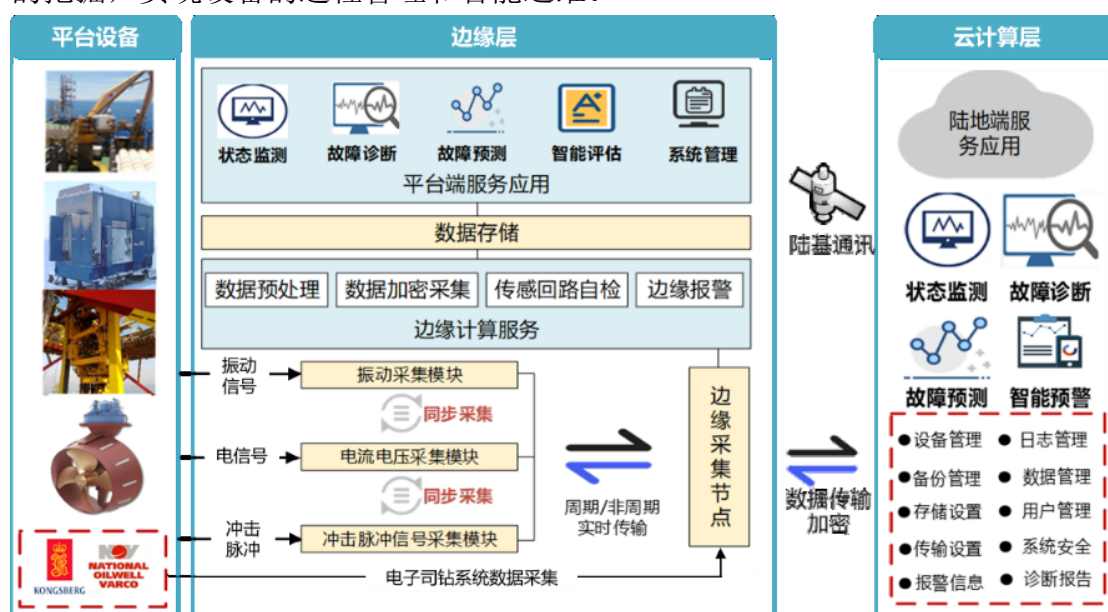 平台设备
边缘层
云计算层
状态监测
故障诊断
故障预测
智能评估
系统管理
平台端服务应用
数据存储
数据预处理
数据加密采集
传感回路自检
边缘报警
边缘计算服务
振动
信号
振动采集模块
同步采集
电信号
电流电压采集模块
同步采集
冲击
脉冲
冲击脉冲信号采集模块
周期/非周期
实时传输
边缘采集节点
KONGSBERG
NOV
NATIONAL
OILWELL
VARCO
电子司钻系统数据采集
陆基通讯
数据传输
加密
陆地端服
务应用
状态监测
故障诊断
故障预测
智能预警
●设备管理 ● 日志管理
●备份管理 ● 数据管理
●存储设置 ● 用户管理
●传输设置 ● 系统安全
●报警信息 ● 诊断报告